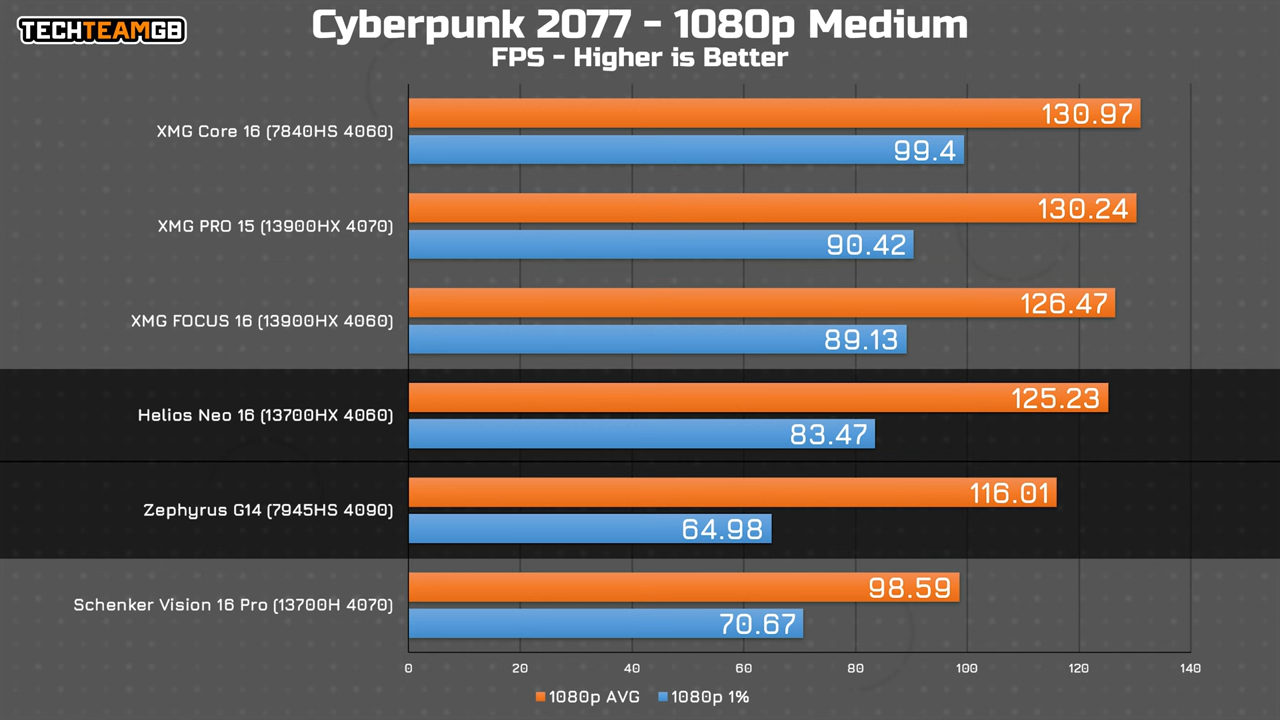 TECHTEAMGB
Cyberpunk 2077 - 1080p Medium
FPS - Higher is Better
XMG Core 16 (7840HS 4060)
130.97
99.4
XMG PRO 15 (13900HX 4070)
130.24
90.42
XMG FOCUS 16 (13900HX 4060)
126.47
89.13
Helios Neo 16 (13700HX 4060)
125.23
83.47
Zephyrus G14 (7945HS 4090)
116.01
64.98
Schenker Vision 16 Pro (13700H 4070)
98.59
70.67
0 20 40 60 80 100 120 140
1080p AVG 1080p 1%